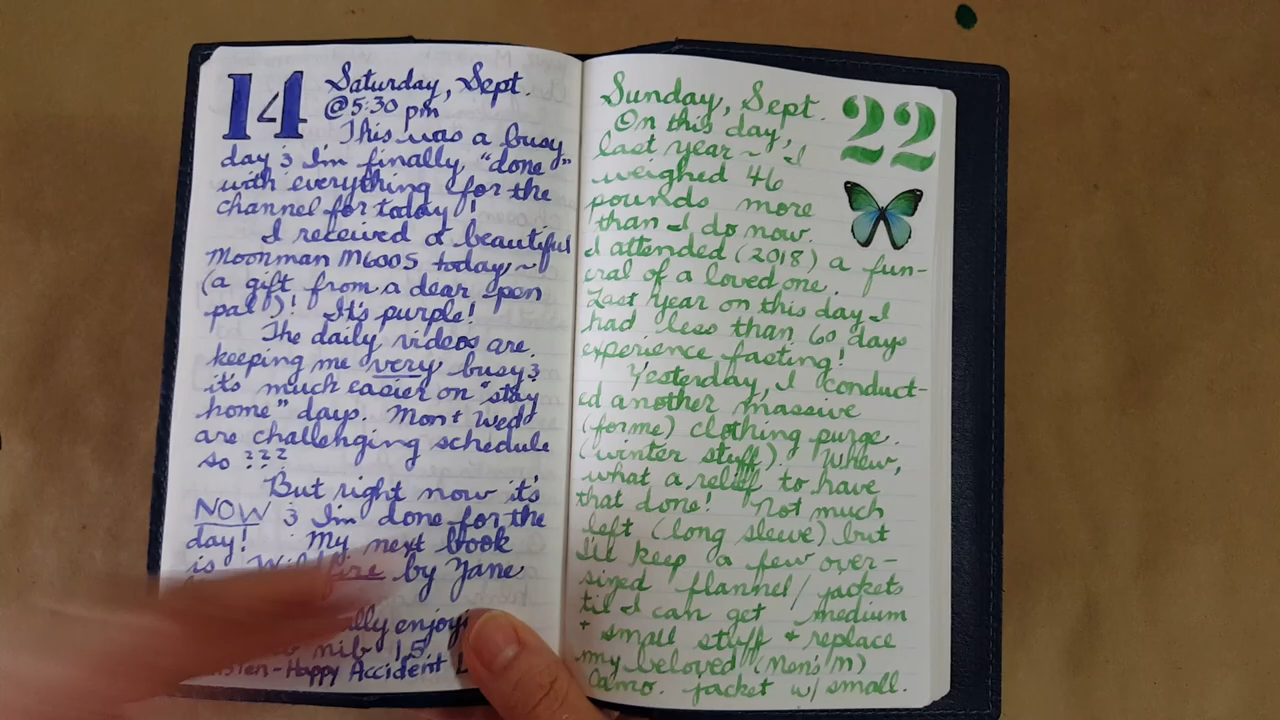 14 Saturday, Sept.
@5:30 pm
This was a busy
day & I'm finally "done"
with everything for the
channel for today!
I received a beautiful
Moonman M600S today ~
(a gift from a dear pen
pal)! It's purple!
The daily videos are
keeping me very busy &
it's much easier on "stay
home" days. Mon + Wed
are challenging schedule
so ???
But right now it's
NOW & I'm done for the
day! My next book
is by Jane
enjoy
nib 1.5
Happy Accident
Sunday, Sept. 22
On this day,
last year ~ I
weighed 46
pounds more
than I do now.
I attended (2018) a fun-
eral of a loved one.
Last year on this day I
had less than 60 days
experience fasting!
Yesterday, I conduct-
ed another massive
(for me) clothing purge.
(winter stuff). Whew,
what a relief to have
that done! Not much
left (long sleeve) but
I'll keep a few over-
sized flannel/jackets
til I can get medium
+ small stuff + replace
my beloved (Men's M)
Camo. jacket w/ small.